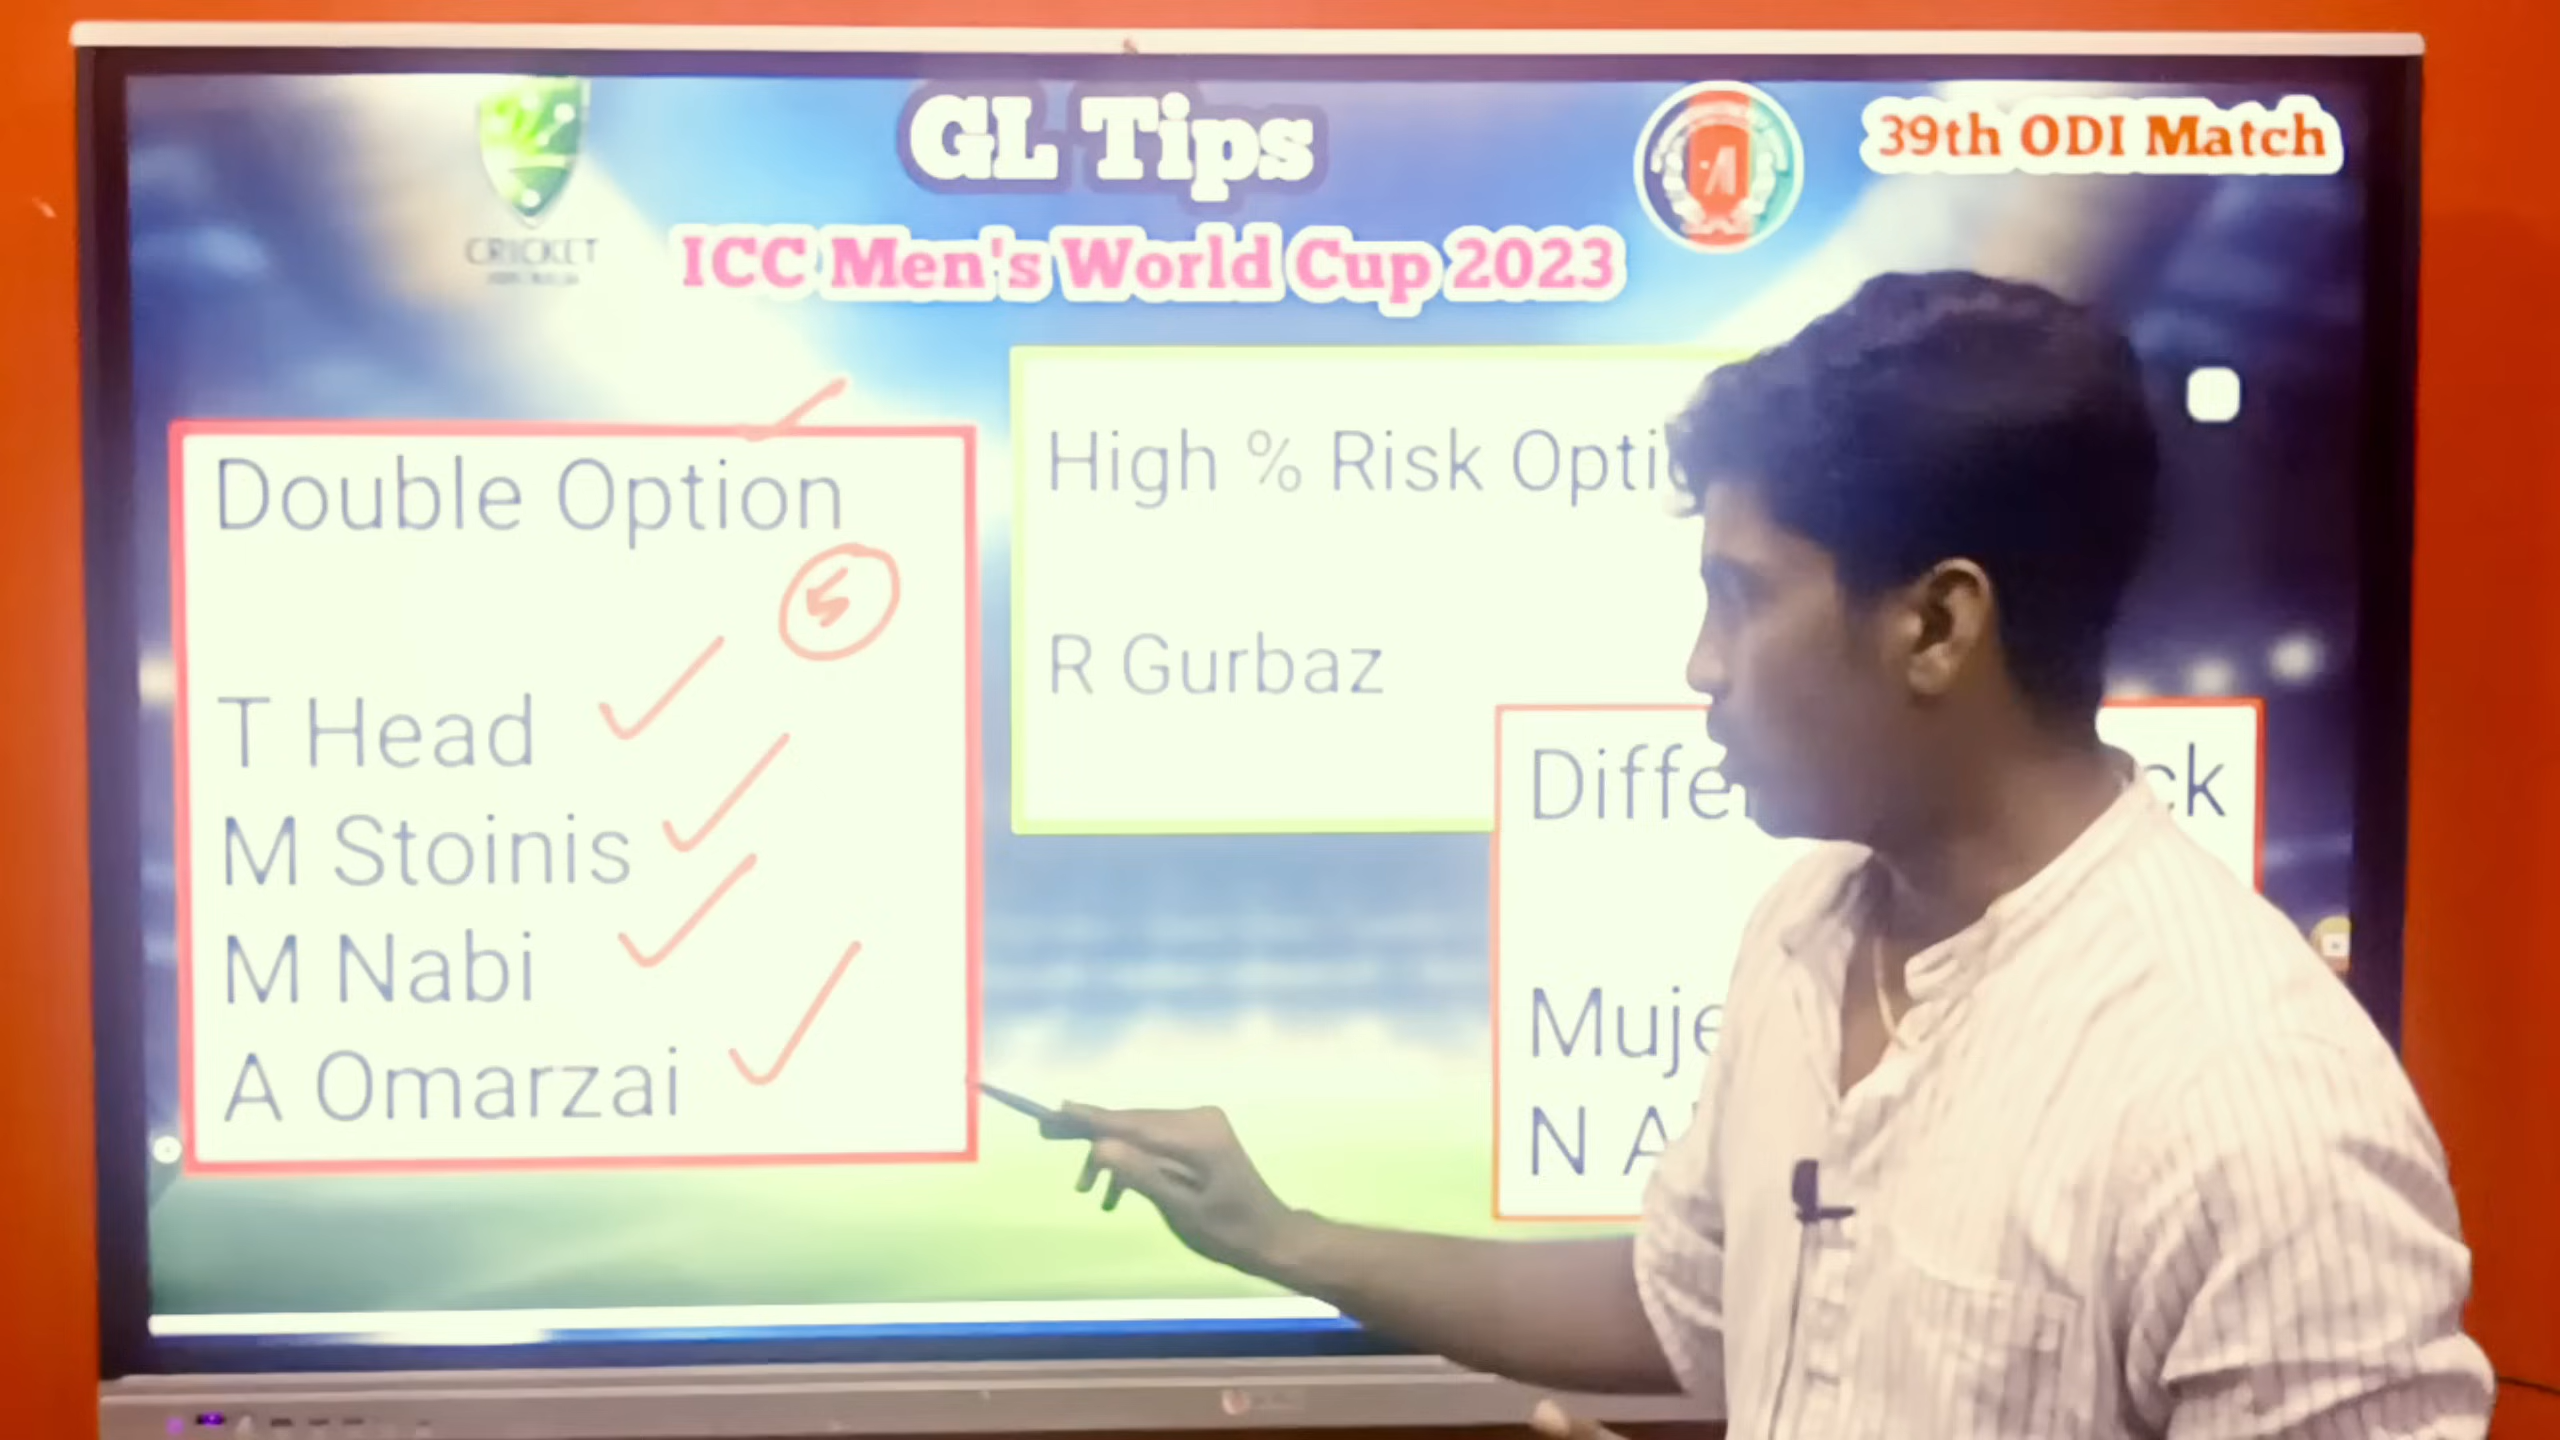 GL Tips
39th ODI Match
CRICKET
ICC Men's World Cup 2023
Double Option
5
T Head
M Stoinis
M Nabi
A Omarzai
High % Risk Opti
R Gurbaz
Diffe ck
Muje
N A